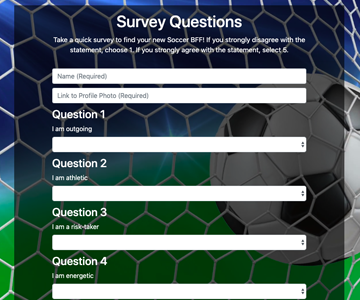 Survey Questions
Take a quick survey to find your new Soccer BFF! If you strongly disagree with the
statement, choose 1. If you strongly agree with the statement, select 5.
Name (Required)
Link to Profile Photo (Required)
Question 1
I am outgoing
Question 2
I am athletic
Question 3
I am a risk-taker
Question 4
I am energetic